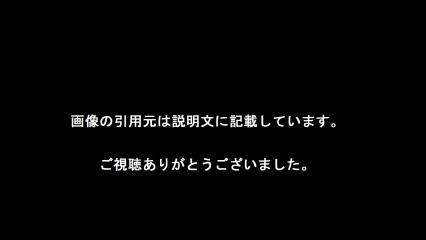 画像の引用元は説明文に記載しています。
ご視聴ありがとうございました。